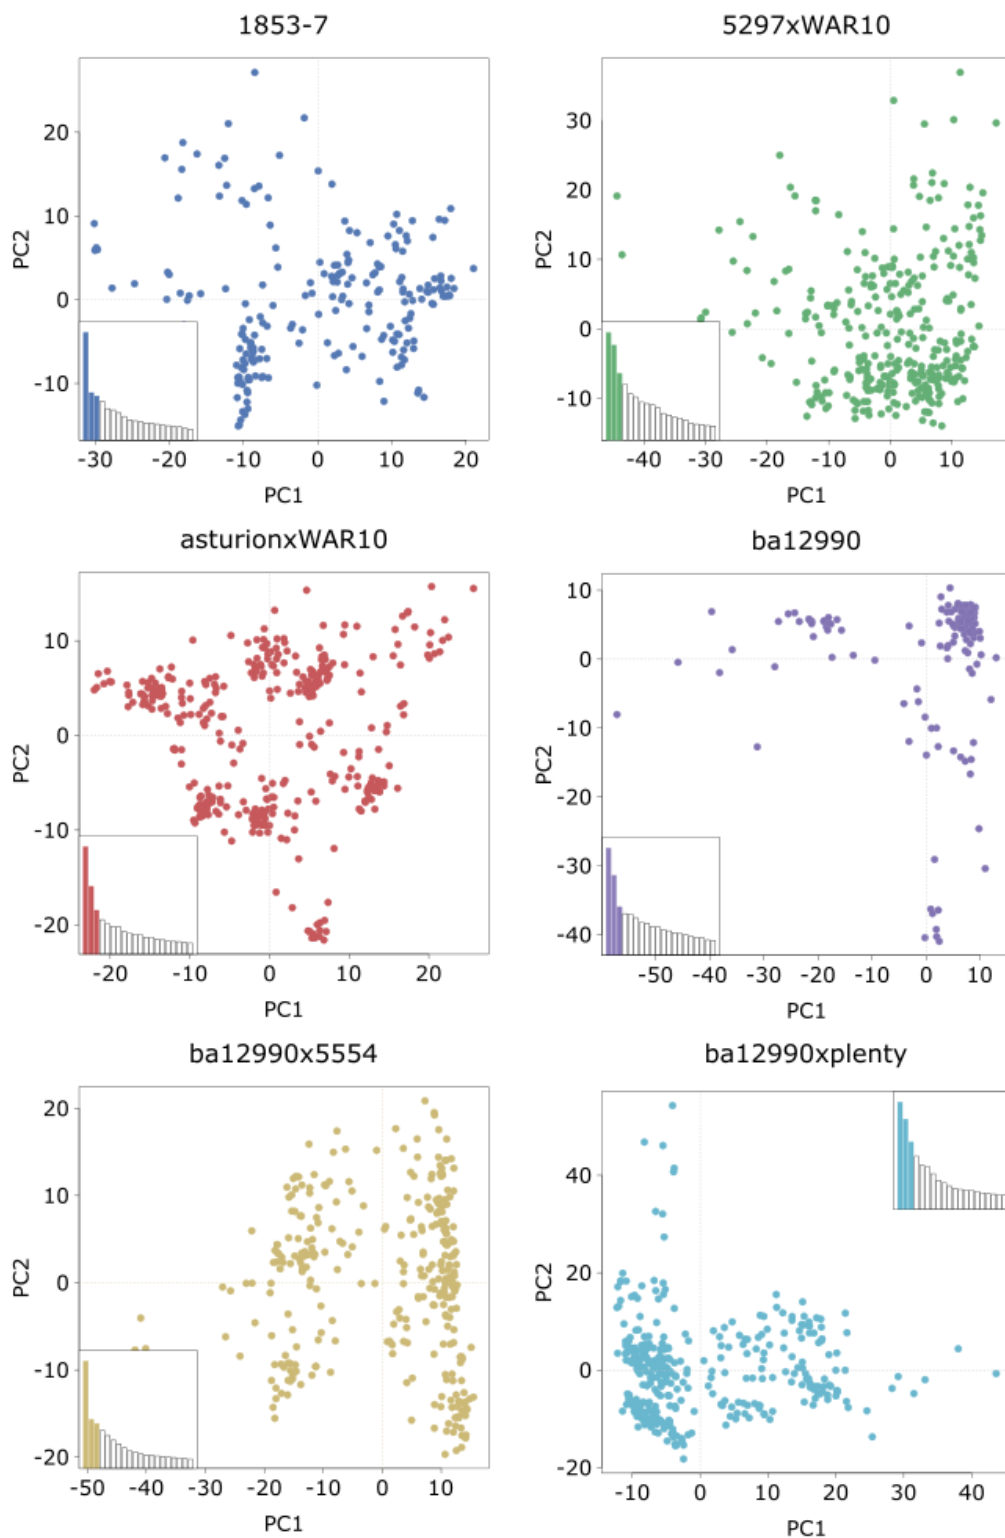 1853-7
20
10
0
-10
PC2
-30 -20 -10 0 10 20
PC1
5297xWAR10
30
20
10
0
-10
PC2
-40 -30 -20 -10 0 10
PC1
asturionxWAR10
10
0
-10
-20
PC2
-20 -10 0 10 20
PC1
ba12990
10
0
-10
-20
-30
-40
PC2
-50 -40 -30 -20 -10 0 10
PC1
ba12990x5554
20
10
0
-10
-20
PC2
-50 -40 -30 -20 -10 0 10
PC1
ba12990xplenty
40
20
0
-20
PC2
-10 0 10 20 30 40
PC1